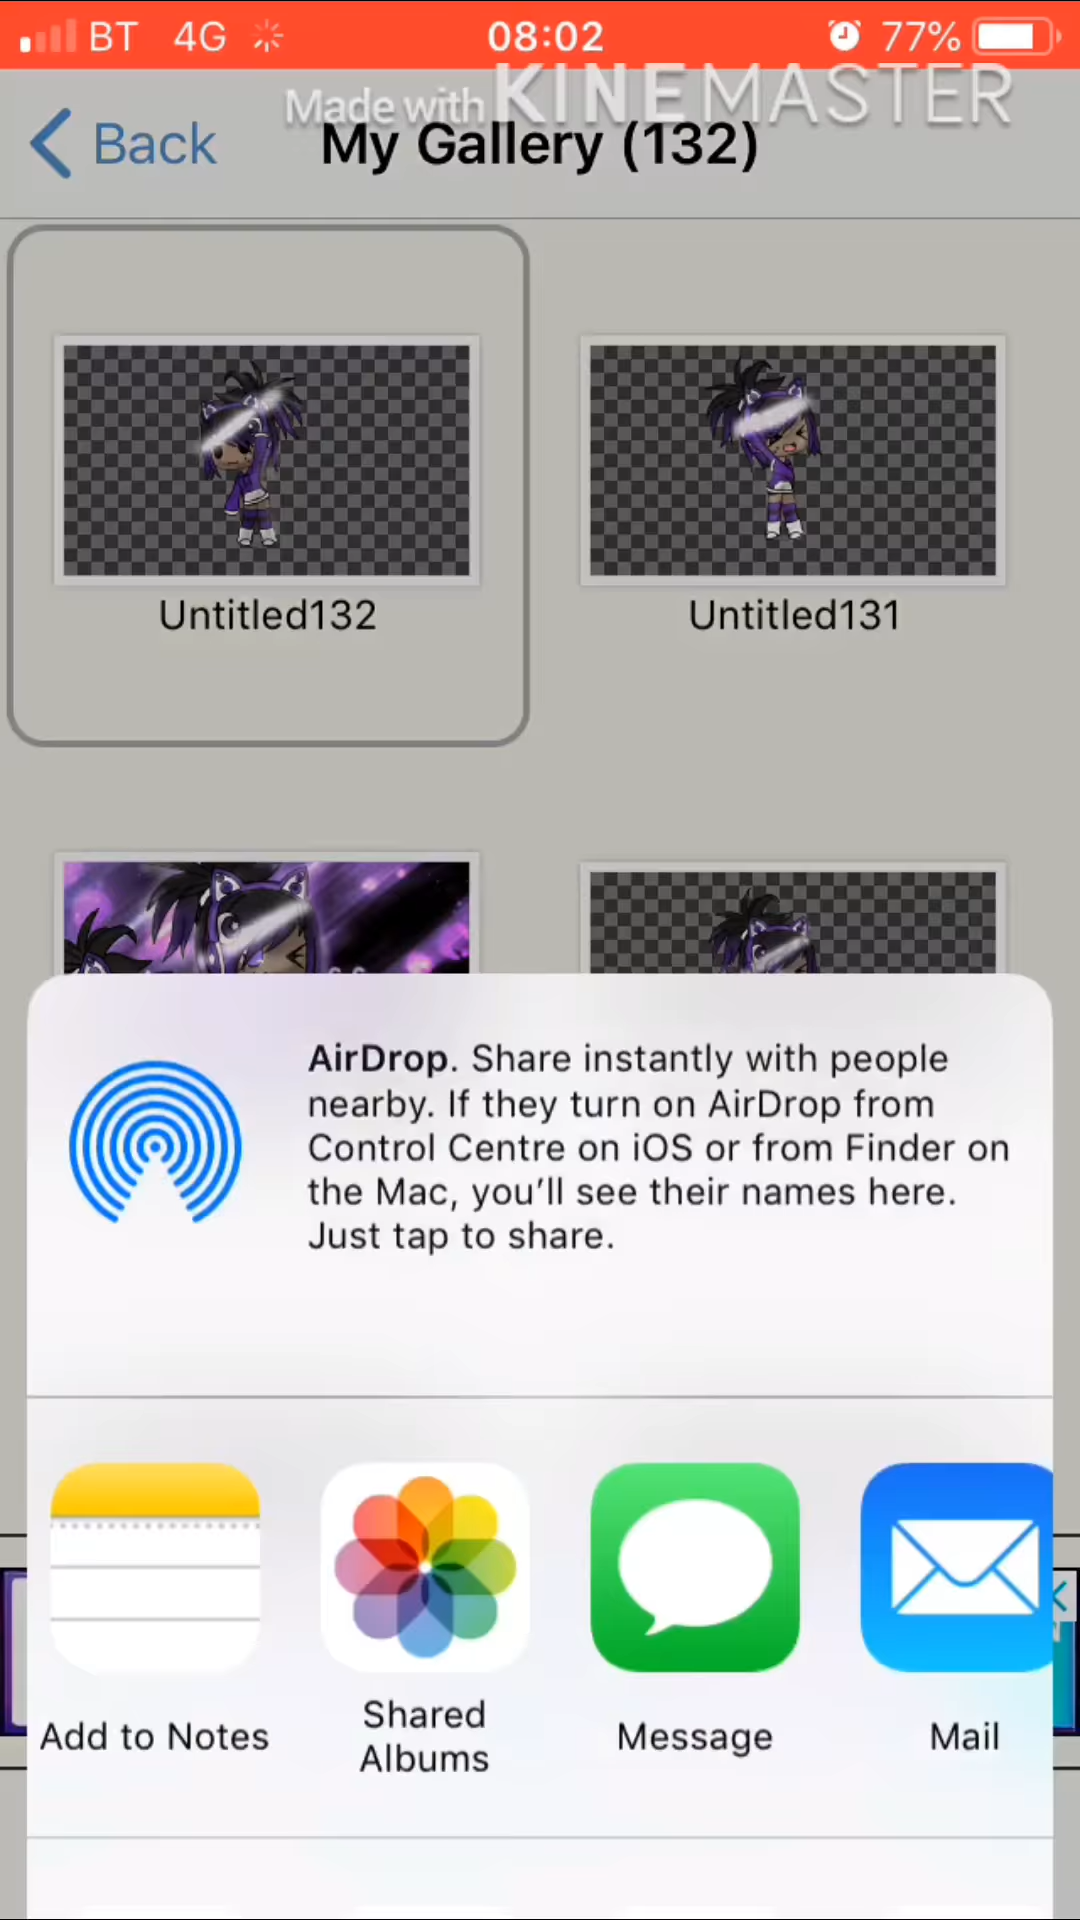 BT 4G 08:02 77%
Made with KINEMASTER
Back My Gallery (132)
Untitled132 Untitled131
AirDrop. Share instantly with people
nearby. If they turn on AirDrop from
Control Centre on iOS or from Finder on
the Mac, you'll see their names here.
Just tap to share.
Add to Notes
Shared
Albums
Message
Mail